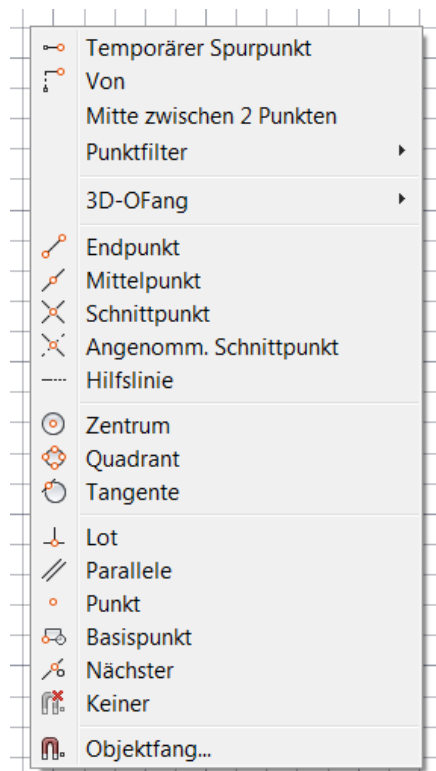 Temporärer Spurpunkt
Von
Mitte zwischen 2 Punkten
Punktfilter
3D-OFang
Endpunkt
Mittelpunkt
Schnittpunkt
Angenomm. Schnittpunkt
Hilfslinie
Zentrum
Quadrant
Tangente
Lot
Parallele
Punkt
Basispunkt
Nächster
Keiner
Objektfang...